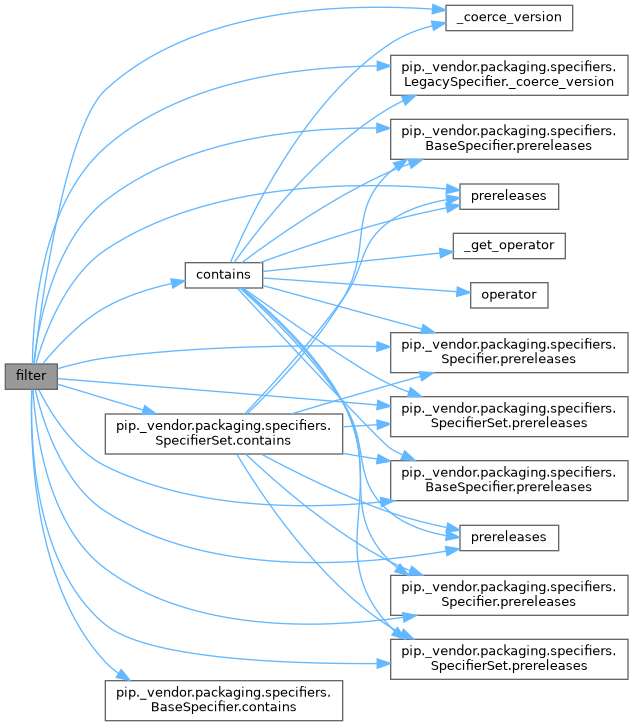 _coerce_version
pip._vendor.packaging.specifiers.
LegacySpecifier._coerce_version
pip._vendor.packaging.specifiers.
BaseSpecifier.prereleases
prereleases
_get_operator
contains
operator
pip._vendor.packaging.specifiers.
Specifier.prereleases
filter
pip._vendor.packaging.specifiers.
SpecifierSet.prereleases
pip._vendor.packaging.specifiers.
SpecifierSet.contains
pip._vendor.packaging.specifiers.
BaseSpecifier.prereleases
prereleases
pip._vendor.packaging.specifiers.
Specifier.prereleases
pip._vendor.packaging.specifiers.
SpecifierSet.prereleases
pip._vendor.packaging.specifiers.
BaseSpecifier.contains